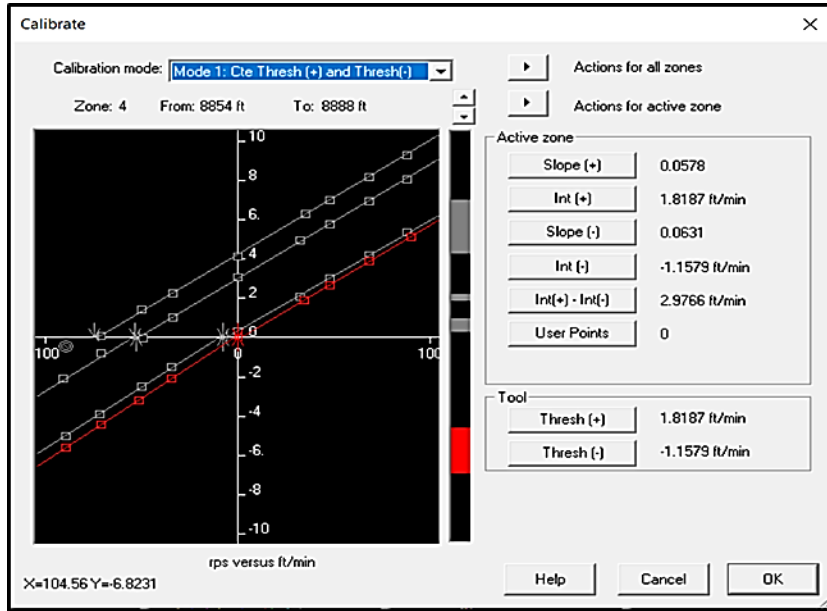 Calibrate
Calibration mode: Mode 1: Cte Thresh (+) and Thresh(-)
Actions for all zones
Zone: 4 From: 8854 ft To: 8888 ft
Actions for active zone
Active zone
Slope (+) 0.0578
Int (+) 1.8187 ft/min
Slope (-) 0.0631
Int (-) -1.1579 ft/min
Int(+) - Int(-) 2.9766 ft/min
User Points 0
Tool
Thresh (+) 1.8187 ft/min
Thresh (-) -1.1579 ft/min
10
8
6.
4
2
0
100 0 100
-2
-4
-6.
-8
-10
rps versus ft/min
X=104.56 Y=-6.8231
Help Cancel OK